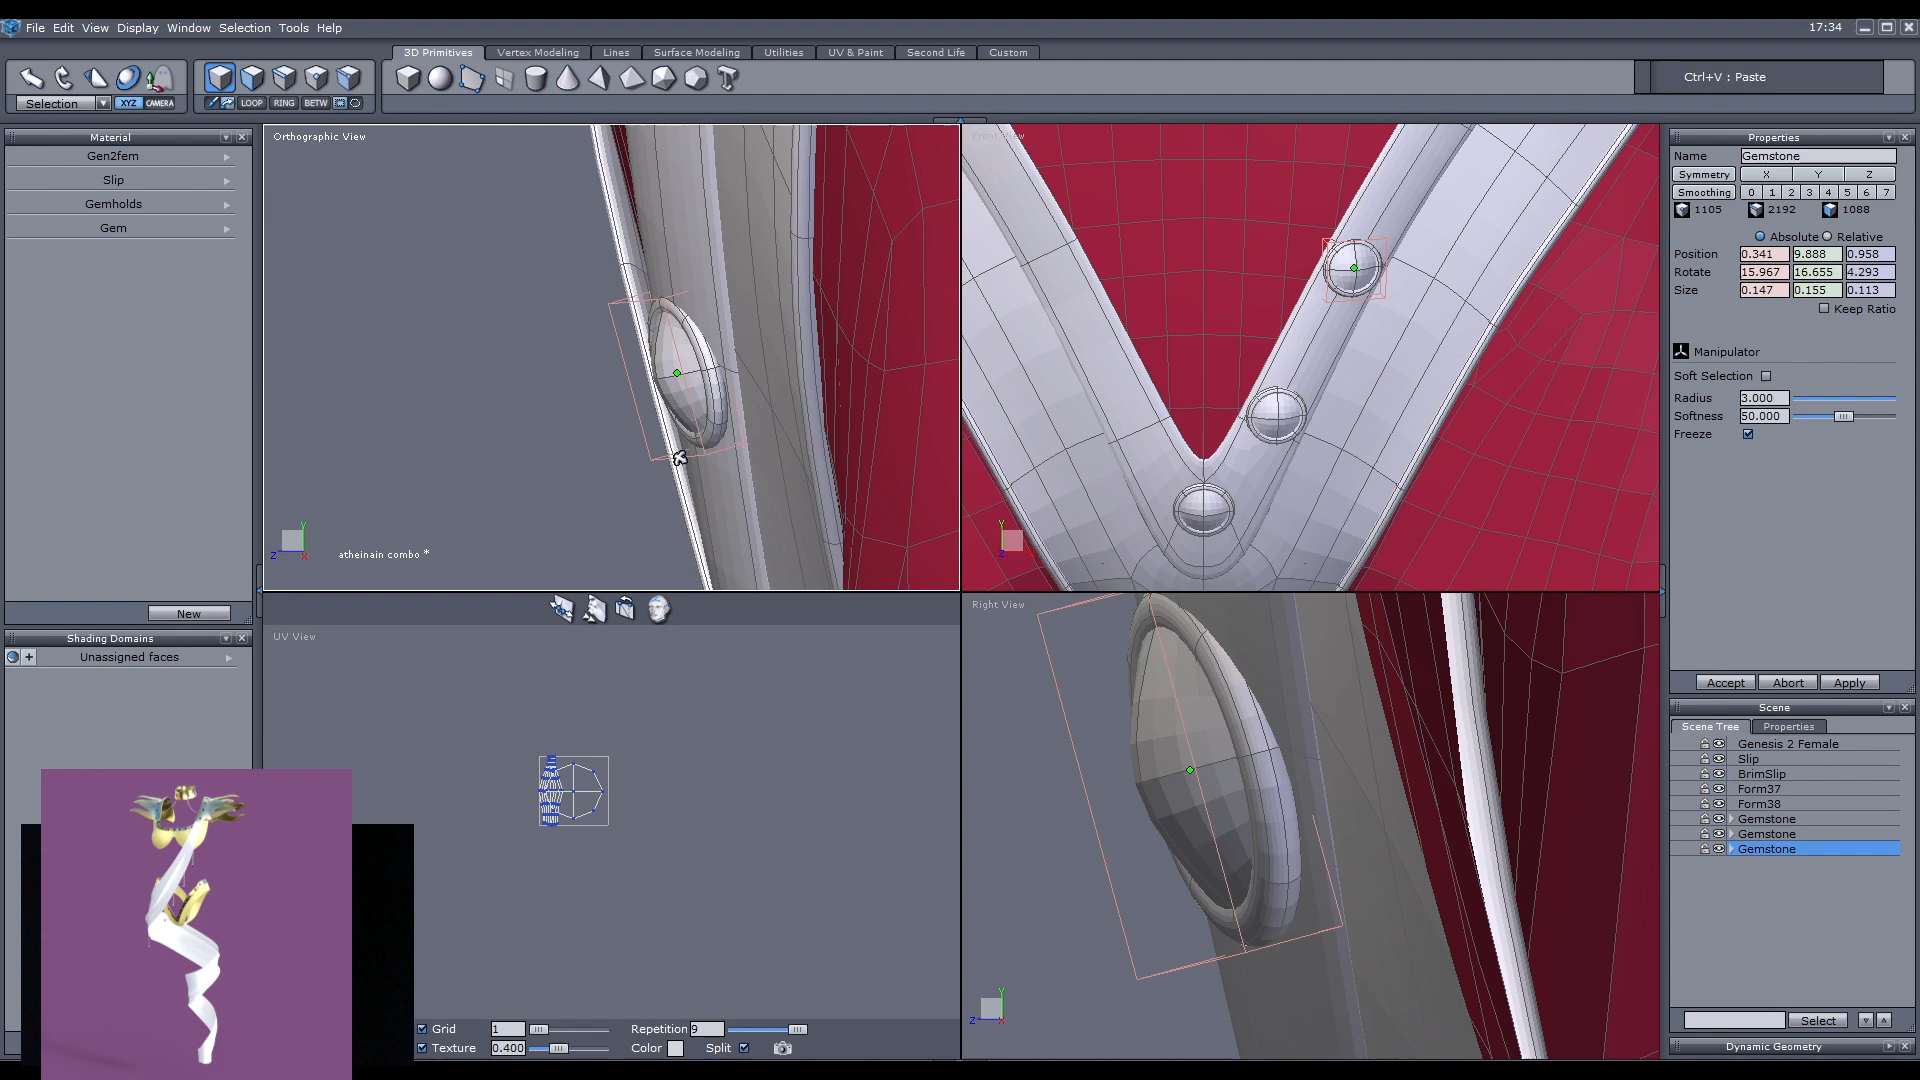 File Edit View Display Window Selection Tools Help
17:34
3D Primitives Vertex Modeling Lines Surface Modeling Utilities UV & Paint Second Life Custom
Ctrl+V : Paste
Selection XYZ CAMERA LOOP RING BETW
Material
Gen2fem
Slip
Gemholds
Gem
New
Shading Domains
Unassigned faces
Orthographic View
Y
Z X
atheinain combo *
Front View
Y
Z
UV View
Right View
Y
Z
Grid 1 Repetition 9
Texture 0.400 Color Split
Properties
Name Gemstone
Symmetry X Y Z
Smoothing 0 1 2 3 4 5 6 7
1105 2192 1088
Absolute Relative
Position 0.341 9.888 0.958
Rotate 15.967 16.655 4.293
Size 0.147 0.155 0.113
Keep Ratio
Manipulator
Soft Selection
Radius 3.000
Softness 50.000
Freeze
Accept Abort Apply
Scene
Scene Tree Properties
Genesis 2 Female
Slip
BrimSlip
Form37
Form38
Gemstone
Gemstone
Gemstone
Select
Dynamic Geometry